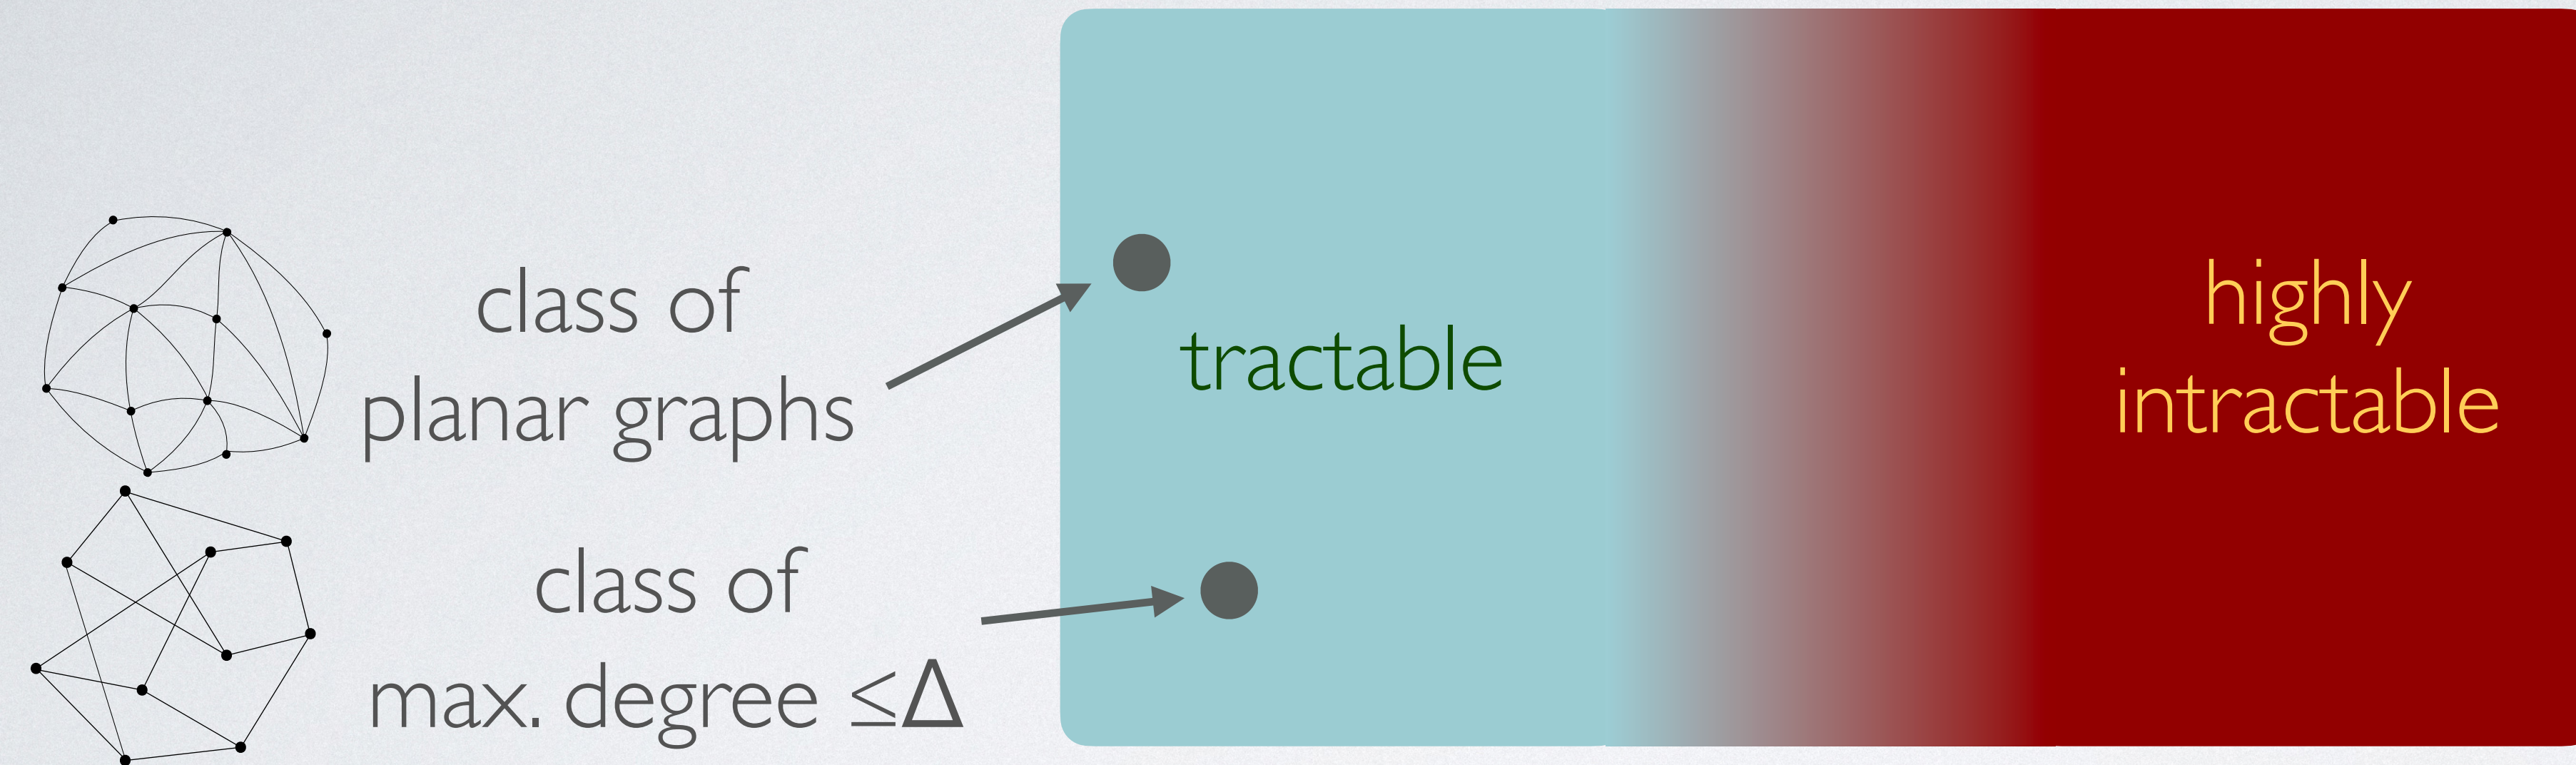 class of
planar graphs
class of
max. degree ≤Δ
tractable
highly
intractable